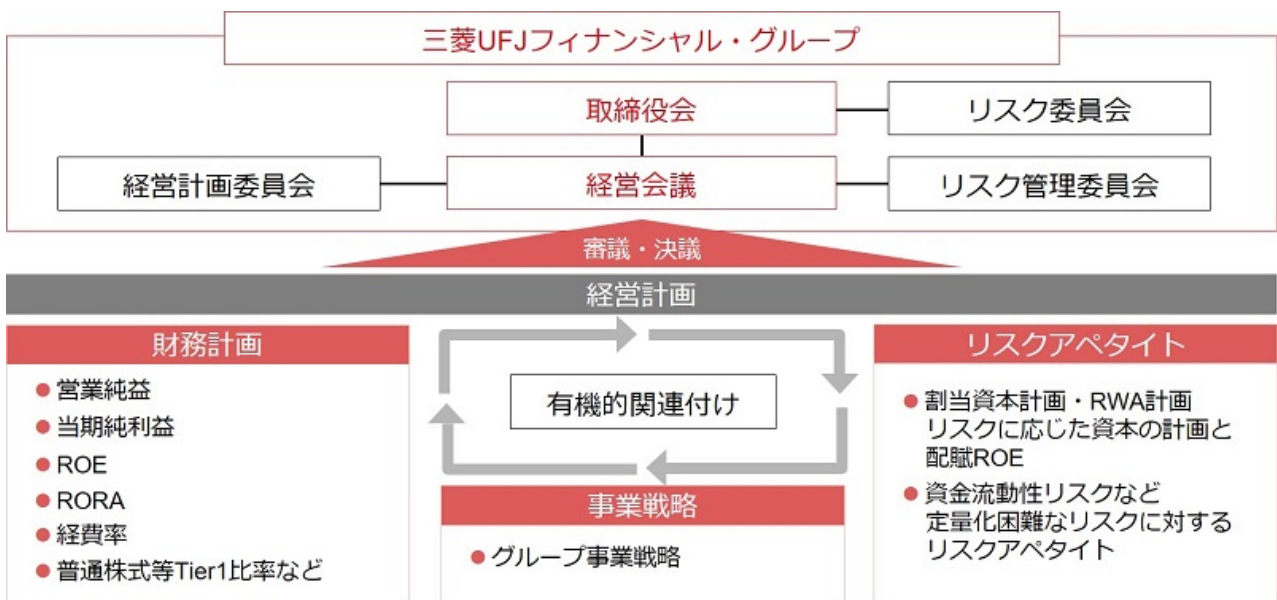 三菱UFJフィナンシャル・グループ
取締役会
リスク委員会
経営計画委員会
経営会議
リスク管理委員会
審議・決議
経営計画
財務計画
● 営業純益
● 当期純利益
● ROE
● RORA
● 経費率
● 普通株式等Tier1比率など
有機的関連付け
事業戦略
● グループ事業戦略
リスクアペタイト
● 割当資本計画・RWA計画
リスクに応じた資本の計画と
配賦ROE
● 資金流動性リスクなど
定量化困難なリスクに対する
リスクアペタイト